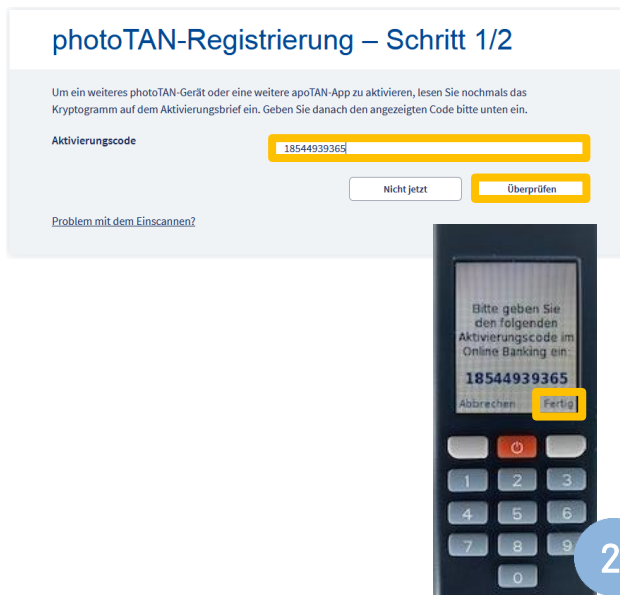 photoTAN-Registrierung – Schritt 1/2
Um ein weiteres photoTAN-Gerät oder eine weitere apoTAN-App zu aktivieren, lesen Sie nochmals das
Kryptogramm auf dem Aktivierungsbrief ein. Geben Sie danach den angezeigten Code bitte unten ein.
Aktivierungscode
18544939365
Nicht jetzt
Überprüfen
Problem mit dem Einscannen?
Bitte geben Sie
den folgenden
Aktivierungscode im
Online Banking ein:
18544939365
Abbrechen Fertig
1 2 3
4 5 6
7 8 9
0
2